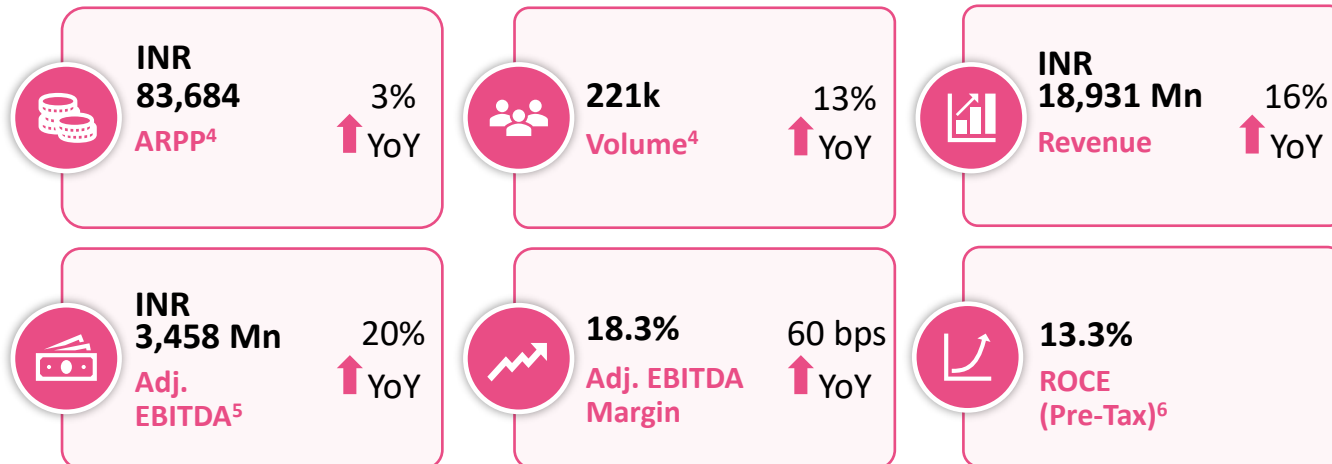 INR
83,684
ARPP4
3%
YoY
221k
Volume4
13%
YoY
INR
18,931 Mn
Revenue
16%
YoY
INR
3,458 Mn
Adj.
EBITDA5
20%
YoY
18.3%
Adj. EBITDA
Margin
60 bps
YoY
13.3%
ROCE
(Pre-Tax)6